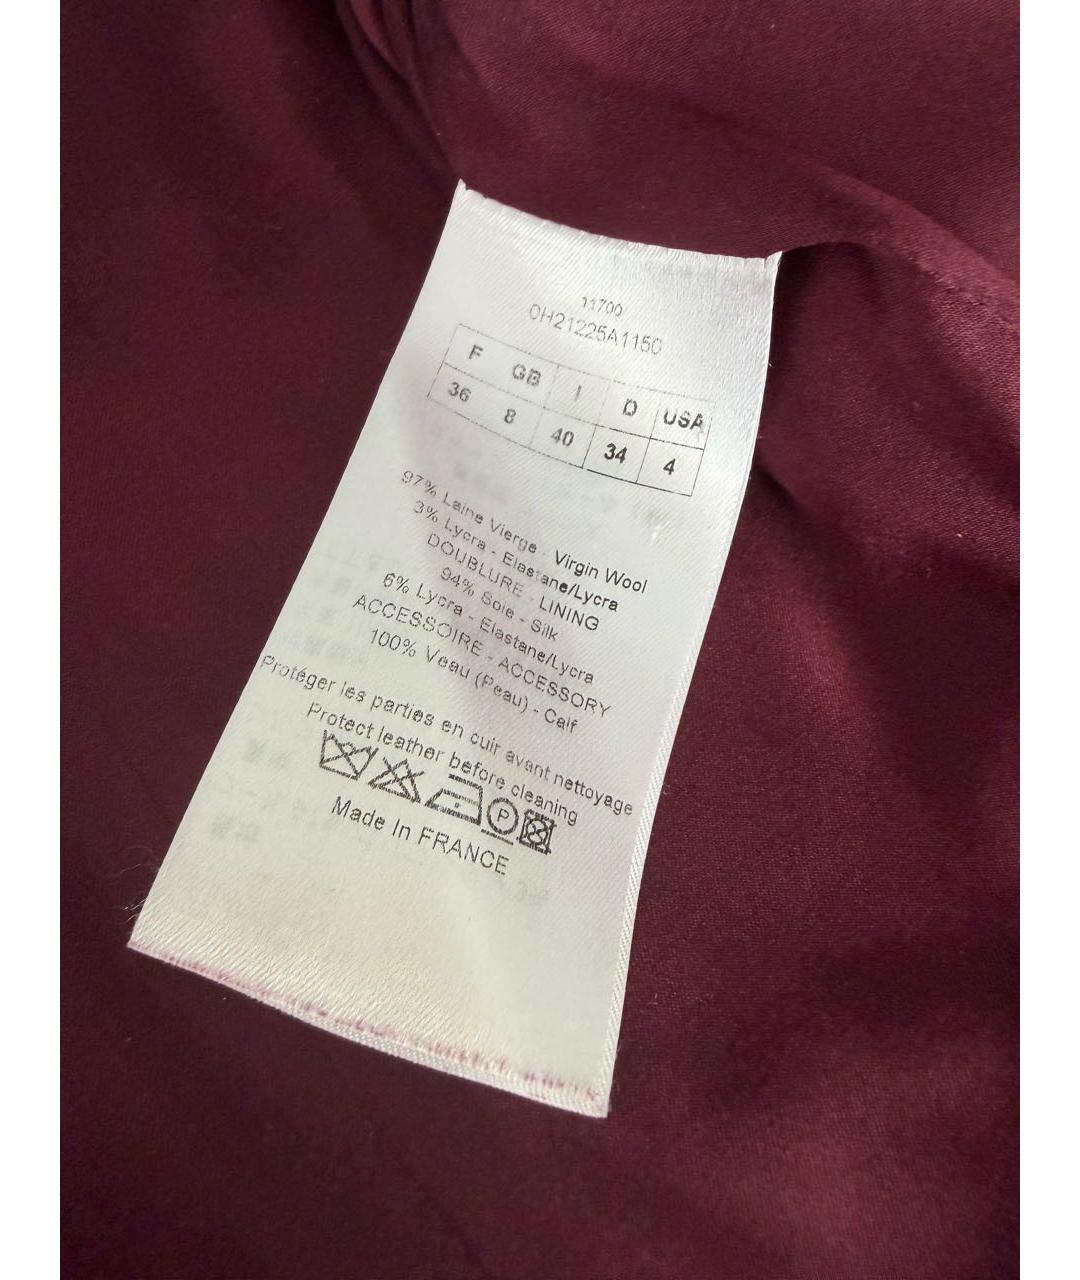 11700
0H21225A1150
F GB I D USA
36 8 40 34 4
97% Laine Vierge - Virgin Wool
3% Lycra - Elastane/Lycra
DOUBLURE - LINING
94% Soie - Silk
6% Lycra - Elastane/Lycra
ACCESSOIRE - ACCESSORY
100% Veau (Peau) - Calf
Protéger les parties en cuir avant nettoyage
Protect leather before cleaning
P
Made In FRANCE